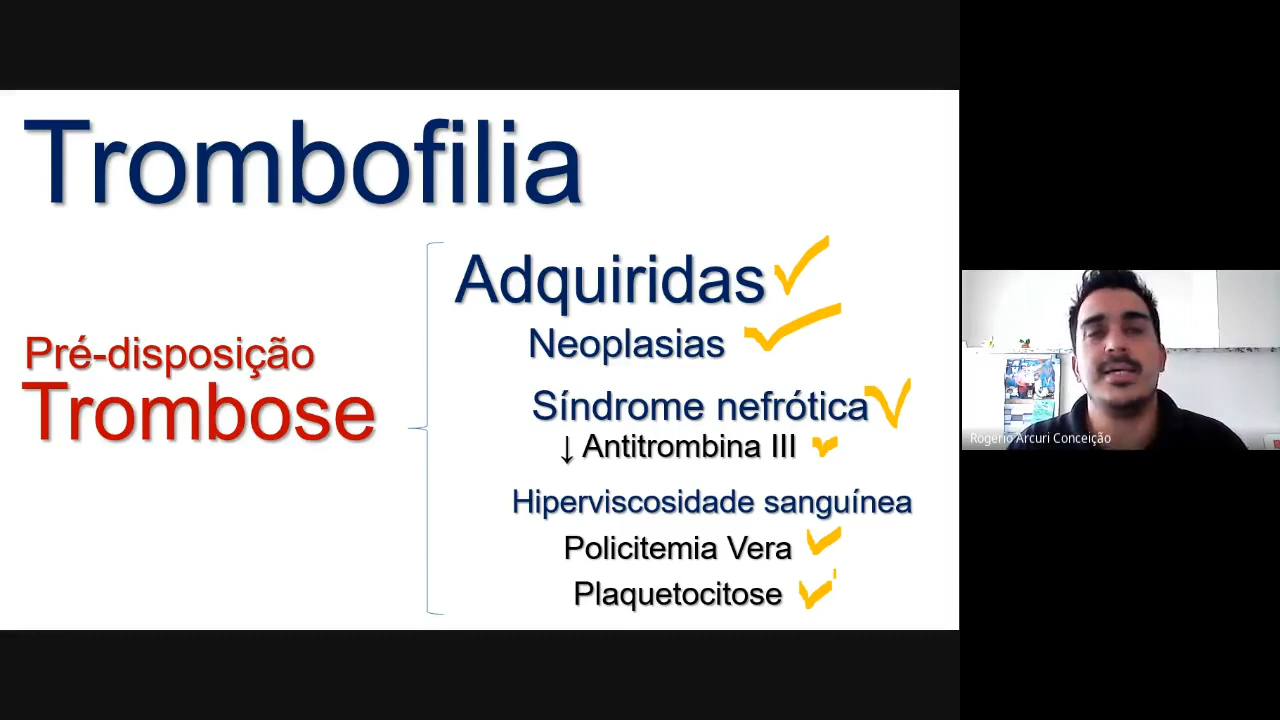 Trombofilia
Adquiridas
Neoplasias
Pré-disposição
Trombose
Síndrome nefrótica
↓ Antitrombina III
Hiperviscosidade sanguínea
Policitemia Vera
Plaquetocitose
Rogério Arcuri Conceição